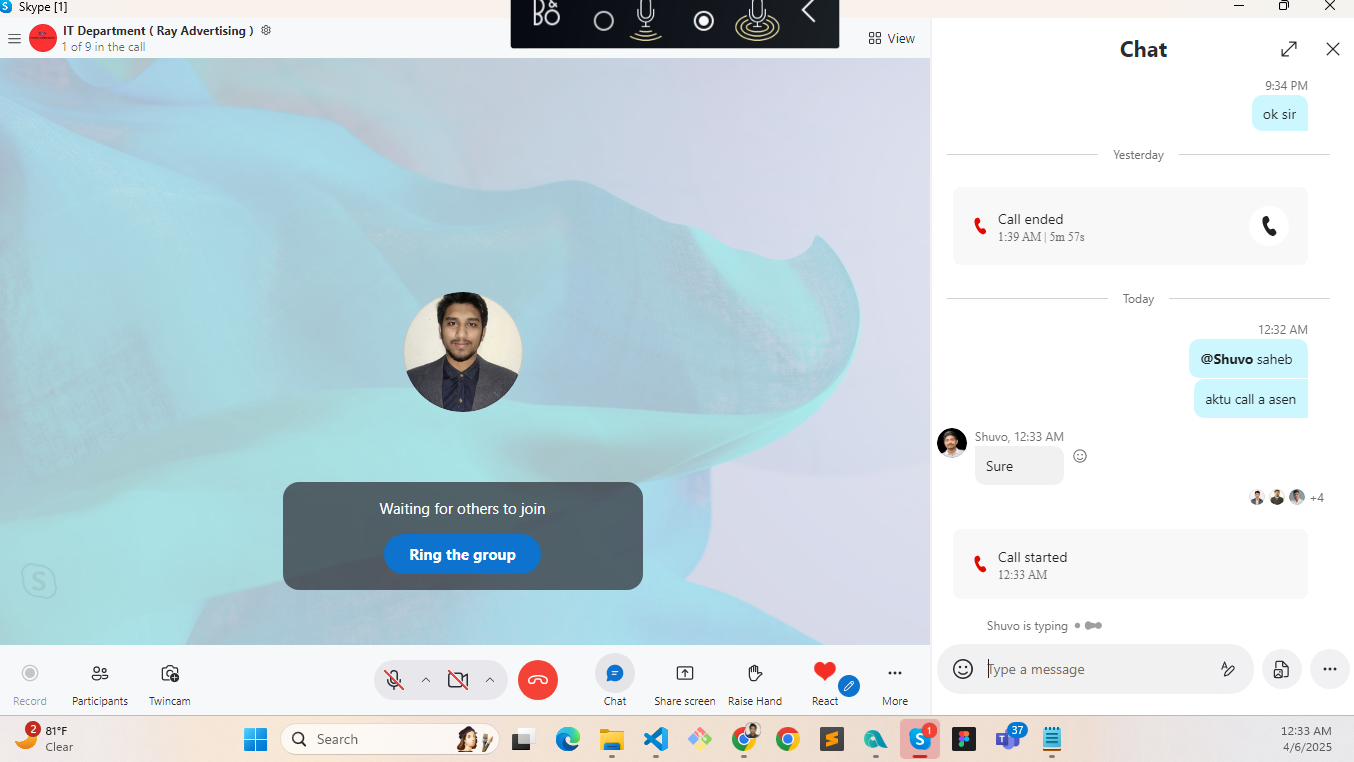 Skype [1]
B&O
IT Department ( Ray Advertising )
1 of 9 in the call
View
Waiting for others to join
Ring the group
Record
Participants
Twincam
Chat
Share screen
Raise Hand
React
More
Chat
9:34 PM
ok sir
Yesterday
Call ended
1:39 AM | 5m 57s
Today
12:32 AM
@Shuvo saheb
aktu call a asen
Shuvo, 12:33 AM
Sure
+4
Call started
12:33 AM
Shuvo is typing
Type a message
2
81°F
Clear
Search
1
37
12:33 AM
4/6/2025